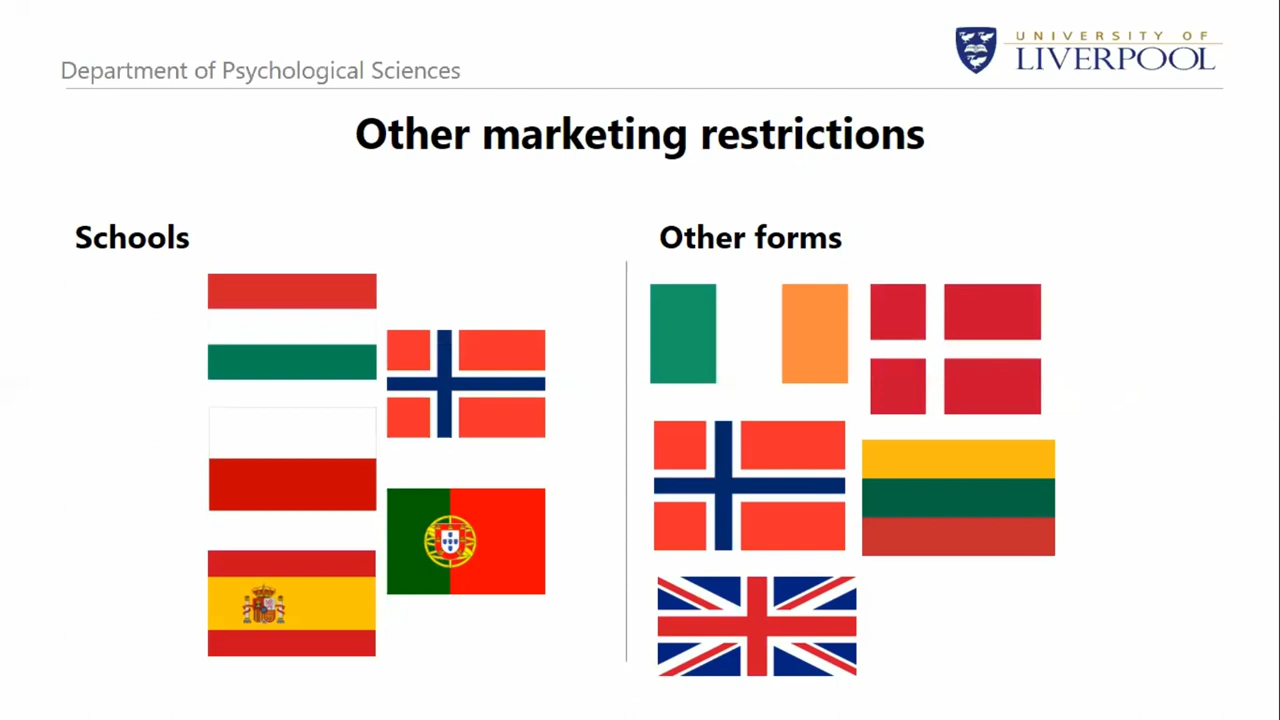 Department of Psychological Sciences
UNIVERSITY OF
LIVERPOOL
Other marketing restrictions
Schools
Other forms